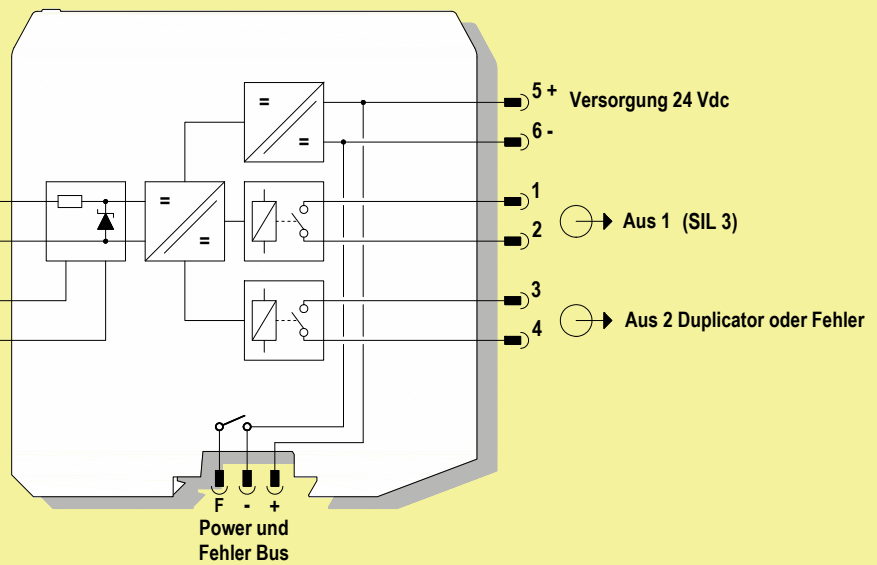 5 + Versorgung 24 Vdc
6 -
1
2
Aus 1 (SIL 3)
3
4
Aus 2 Duplicator oder Fehler
=
=
=
=
F - +
Power und
Fehler Bus